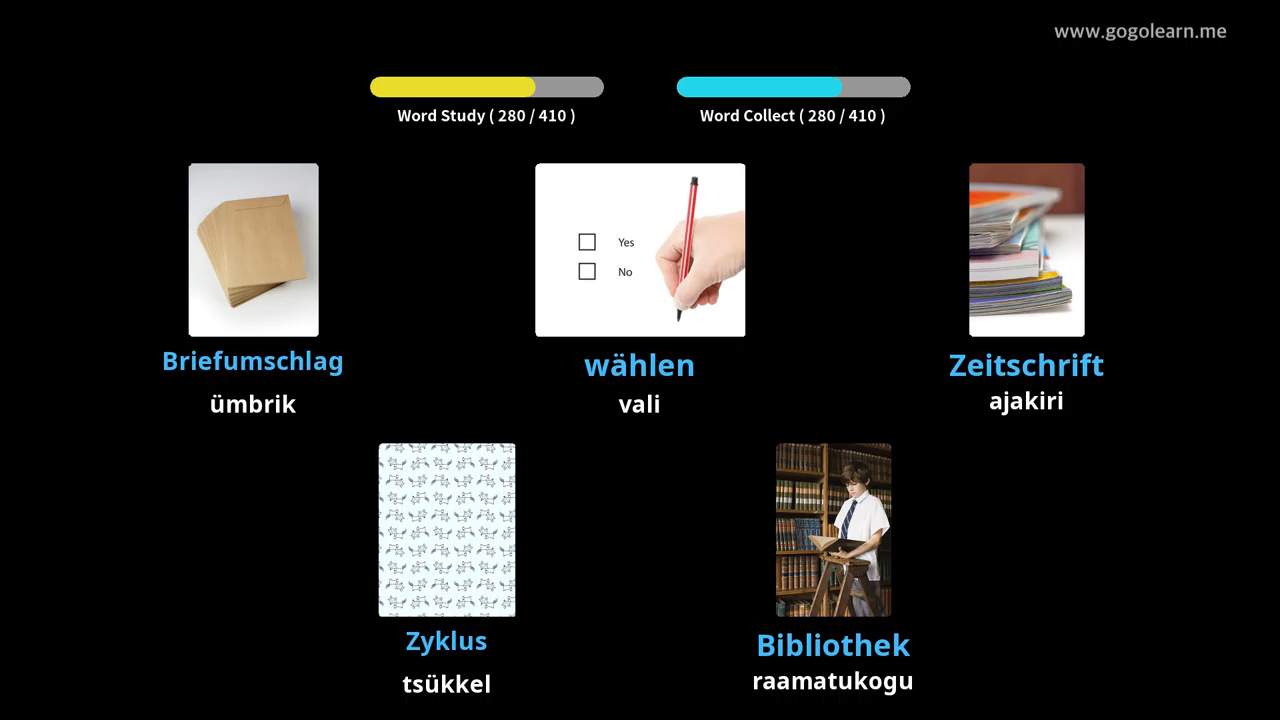 www.gogolearn.me
Word Study ( 280 / 410 )
Word Collect ( 280 / 410 )
Yes
No
Briefumschlag
ümbrik
wählen
vali
Zeitschrift
ajakiri
Zyklus
tsükkel
Bibliothek
raamatukogu